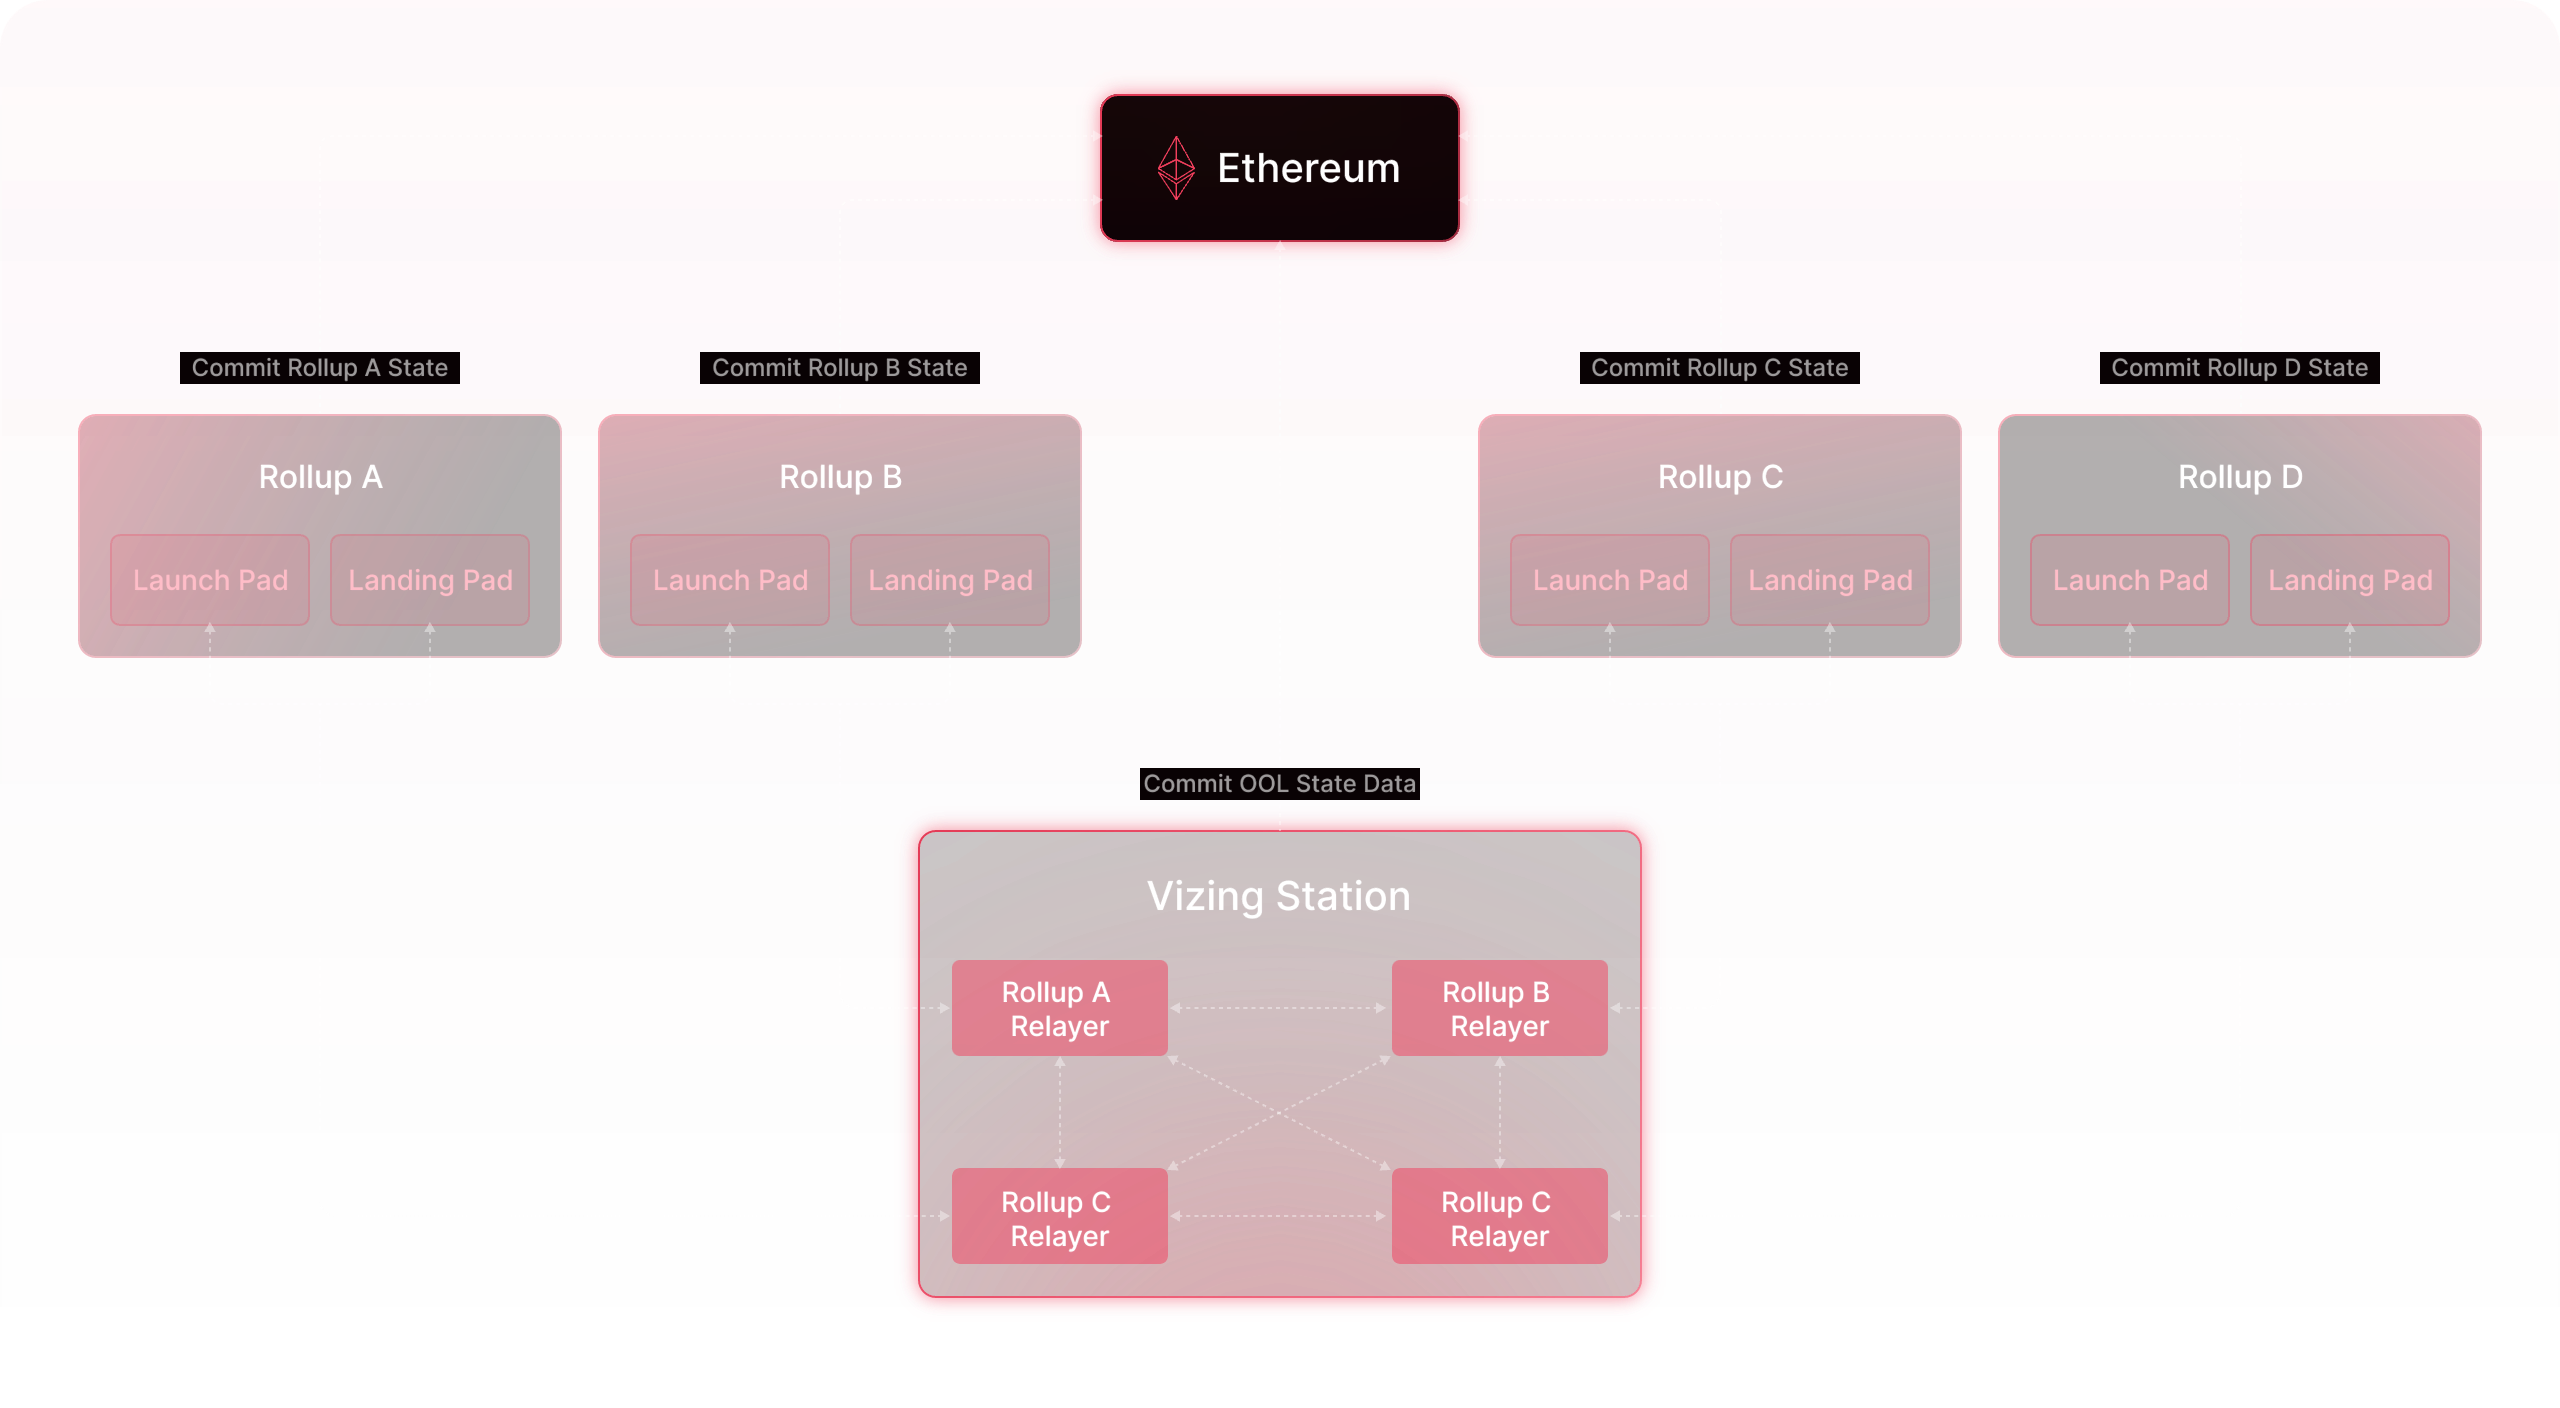 Ethereum
Commit Rollup A State
Commit Rollup B State
Commit Rollup C State
Commit Rollup D State
Rollup A
Launch Pad
Landing Pad
Rollup B
Launch Pad
Landing Pad
Rollup C
Launch Pad
Landing Pad
Rollup D
Launch Pad
Landing Pad
Commit OOL State Data
Vizing Station
Rollup A
Relayer
Rollup B
Relayer
Rollup C
Relayer
Rollup C
Relayer